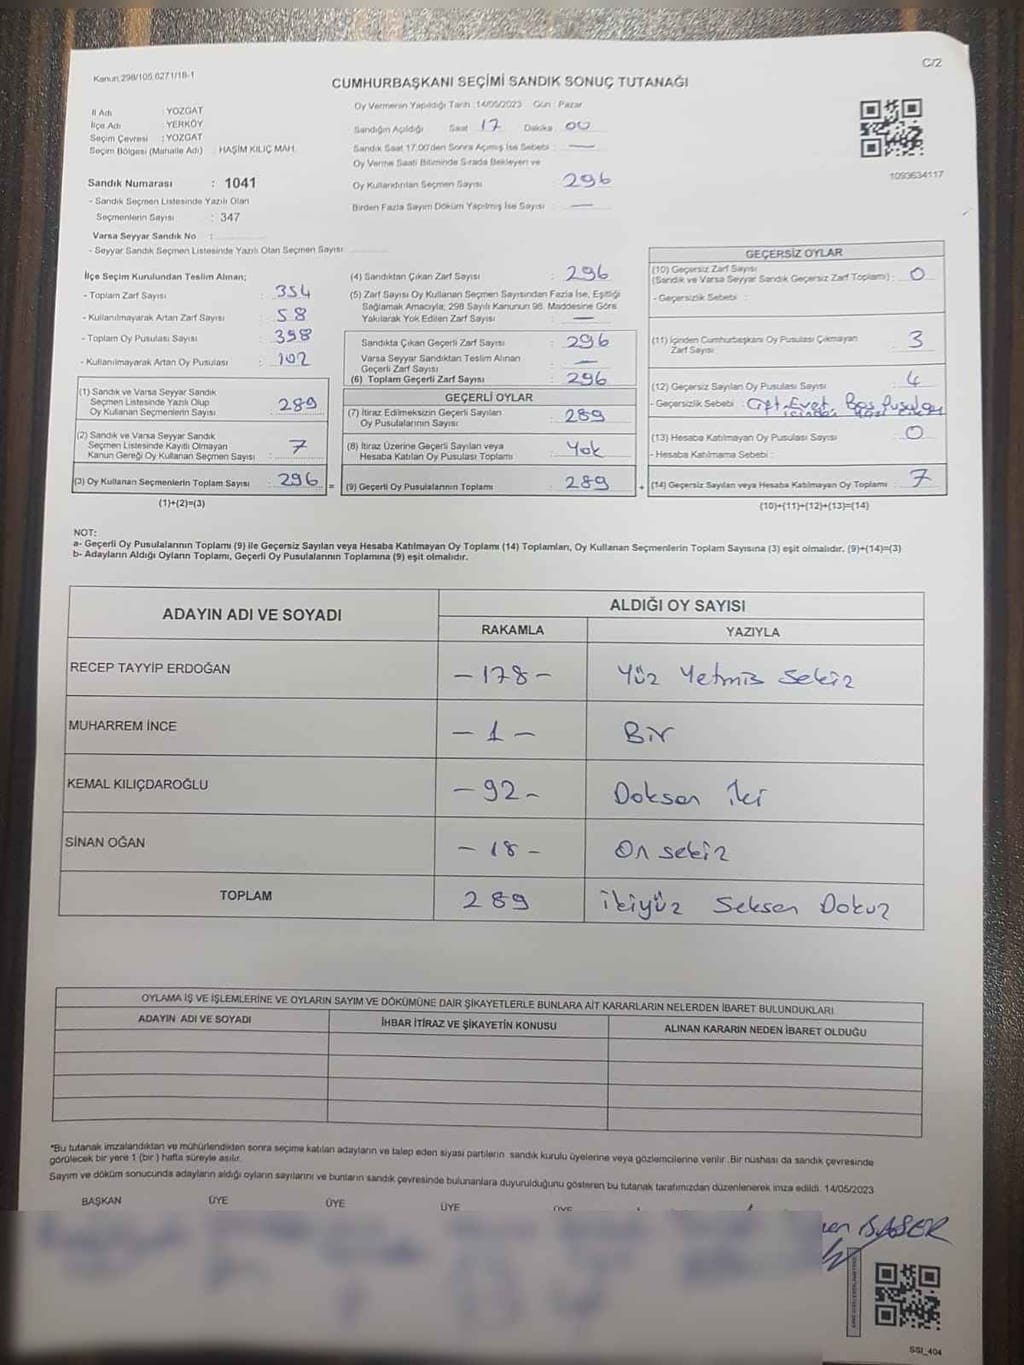 C/2
Kanun:298/105,6271/18-1
CUMHURBAŞKANI SEÇİMİ SANDIK SONUÇ TUTANAĞI
İl Adı : YOZGAT
İlçe Adı : YERKÖY
Seçim Çevresi : YOZGAT
Seçim Bölgesi (Mahalle Adı) : HAŞİM KILIÇ MAH.
Sandık Numarası : 1041
- Sandık Seçmen Listesinde Yazılı Olan
Seçmenlerin Sayısı : 347
Varsa Seyyar Sandık No :
- Seyyar Sandık Seçmen Listesinde Yazılı Olan Seçmen Sayısı:
Oy Vermenin Yapıldığı Tarih : 14/05/2023 Gün : Pazar
Sandığın Açıldığı Saat 17 Dakika 00
Sandık Saat 17:00'den Sonra Açılmış İse Sebebi : —
Oy Verme Saati Bitiminde Sırada Bekleyen ve
Oy Kullandırılan Seçmen Sayısı : 296
Birden Fazla Sayım Döküm Yapılmış İse Sayısı : —
1093634117
İlçe Seçim Kurulundan Teslim Alınan;
- Toplam Zarf Sayısı : 354
- Kullanılmayarak Artan Zarf Sayısı : 58
- Toplam Oy Pusulası Sayısı : 398
- Kullanılmayarak Artan Oy Pusulası : 102
(1) Sandık ve Varsa Seyyar Sandık
Seçmen Listesinde Yazılı Olup
Oy Kullanan Seçmenlerin Sayısı : 289
(2) Sandık ve Varsa Seyyar Sandık
Seçmen Listesinde Kayıtlı Olmayan
Kanun Gereği Oy Kullanan Seçmen Sayısı : 7
(3) Oy Kullanan Seçmenlerin Toplam Sayısı : 296 =
(1)+(2)=(3)
(4) Sandıktan Çıkan Zarf Sayısı : 296
(5) Zarf Sayısı Oy Kullanan Seçmen Sayısından Fazla İse, Eşitliği
Sağlamak Amacıyla; 298 Sayılı Kanunun 98. Maddesine Göre
Yakılarak Yok Edilen Zarf Sayısı : —
Sandıkta Çıkan Geçerli Zarf Sayısı : 296
Varsa Seyyar Sandıktan Teslim Alınan
Geçerli Zarf Sayısı : —
(6) Toplam Geçerli Zarf Sayısı : 296
GEÇERLİ OYLAR
(7) İtiraz Edilmeksizin Geçerli Sayılan
Oy Pusulalarının Sayısı : 289
(8) İtiraz Üzerine Geçerli Sayılan veya
Hesaba Katılan Oy Pusulası Toplamı : Yok
(9) Geçerli Oy Pusulalarının Toplamı : 289 +
GEÇERSİZ OYLAR
(10) Geçersiz Zarf Sayısı
(Sandık ve Varsa Seyyar Sandık Geçersiz Zarf Toplamı) : 0
- Geçersizlik Sebebi :
(11) İçinden Cumhurbaşkanı Oy Pusulası Çıkmayan
Zarf Sayısı : 3
(12) Geçersiz Sayılan Oy Pusulası Sayısı : 4
- Geçersizlik Sebebi : Çift Evet, Boş Pusula
(13) Hesaba Katılmayan Oy Pusulası Sayısı : 0
- Hesaba Katılmama Sebebi :
(14) Geçersiz Sayılan veya Hesaba Katılmayan Oy Toplamı : 7
(10)+(11)+(12)+(13)=(14)
NOT:
a- Geçerli Oy Pusulalarının Toplamı (9) ile Geçersiz Sayılan veya Hesaba Katılmayan Oy Toplamı (14) Toplamları, Oy Kullanan Seçmenlerin Toplam Sayısına (3) eşit olmalıdır. (9)+(14)=(3)
b- Adayların Aldığı Oyların Toplamı, Geçerli Oy Pusulalarının Toplamına (9) eşit olmalıdır.
ADAYIN ADI VE SOYADI ALDIĞI OY SAYISI
RAKAMLA YAZIYLA
RECEP TAYYİP ERDOĞAN - 178 - Yüz Yetmiş Sekiz
MUHARREM İNCE - 1 - Bir
KEMAL KILIÇDAROĞLU - 92 - Doksan İki
SİNAN OĞAN - 18 - On sekiz
TOPLAM 289 İkiyüz Seksen Dokuz
OYLAMA İŞ VE İŞLEMLERİNE VE OYLARIN SAYIM VE DÖKÜMÜNE DAİR ŞİKAYETLERLE BUNLARA AİT KARARLARIN NELERDEN İBARET BULUNDUKLARI
ADAYIN ADI VE SOYADI İHBAR İTİRAZ VE ŞİKAYETİN KONUSU ALINAN KARARIN NEDEN İBARET OLDUĞU
*Bu tutanak imzalandıktan ve mühürlendikten sonra seçime katılan adayların ve talep eden siyasi partilerin sandık kurulu üyelerine veya gözlemcilerine verilir. Bir nüshası da sandık çevresinde
görülecek bir yere 1 (bir) hafta süreyle asılır.
Sayım ve döküm sonucunda adayların aldığı oyların sayılarını ve bunların sandık çevresinde bulunanlara duyurulduğunu gösteren bu tutanak tarafımızdan düzenlenerek imza edildi. 14/05/2023
BAŞKAN ÜYE ÜYE ÜYE ÜYE
BAŞER
SSI_404